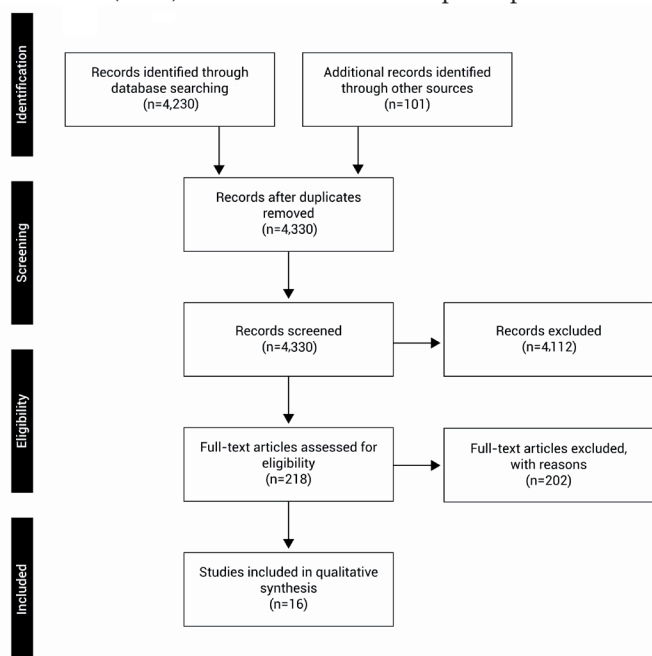 Identification
Records identified through
database searching
(n=4,230)
Additional records identified
through other sources
(n=101)
Screening
Records after duplicates
removed
(n=4,330)
Records screened
(n=4,330)
Records excluded
(n=4,112)
Eligibility
Full-text articles assessed for
eligibility
(n=218)
Full-text articles excluded,
with reasons
(n=202)
Included
Studies included in qualitative
synthesis
(n=16)